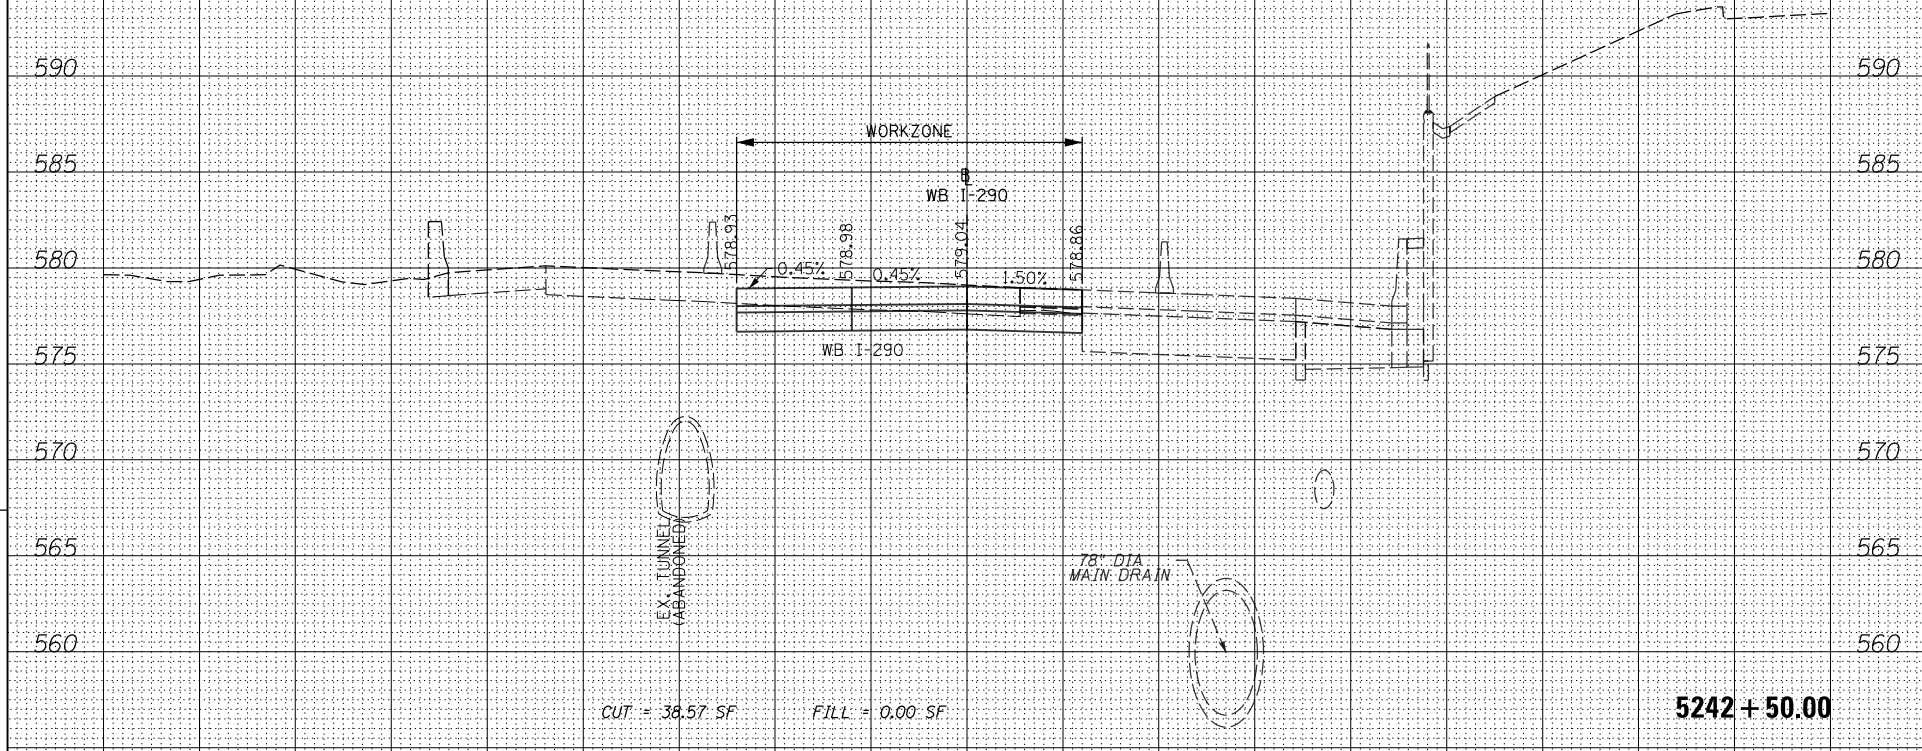 590 590
WORKZONE
585 585
BL
WB I-290
578.93
578.98
579.04
578.86
580 580
0.45% 0.45% 1.50%
WB I-290
575 575
570 570
565 565
EX. TUNNEL
(ABANDONED)
78" DIA
MAIN DRAIN
560 560
CUT = 38.57 SF FILL = 0.00 SF
5242+50.00